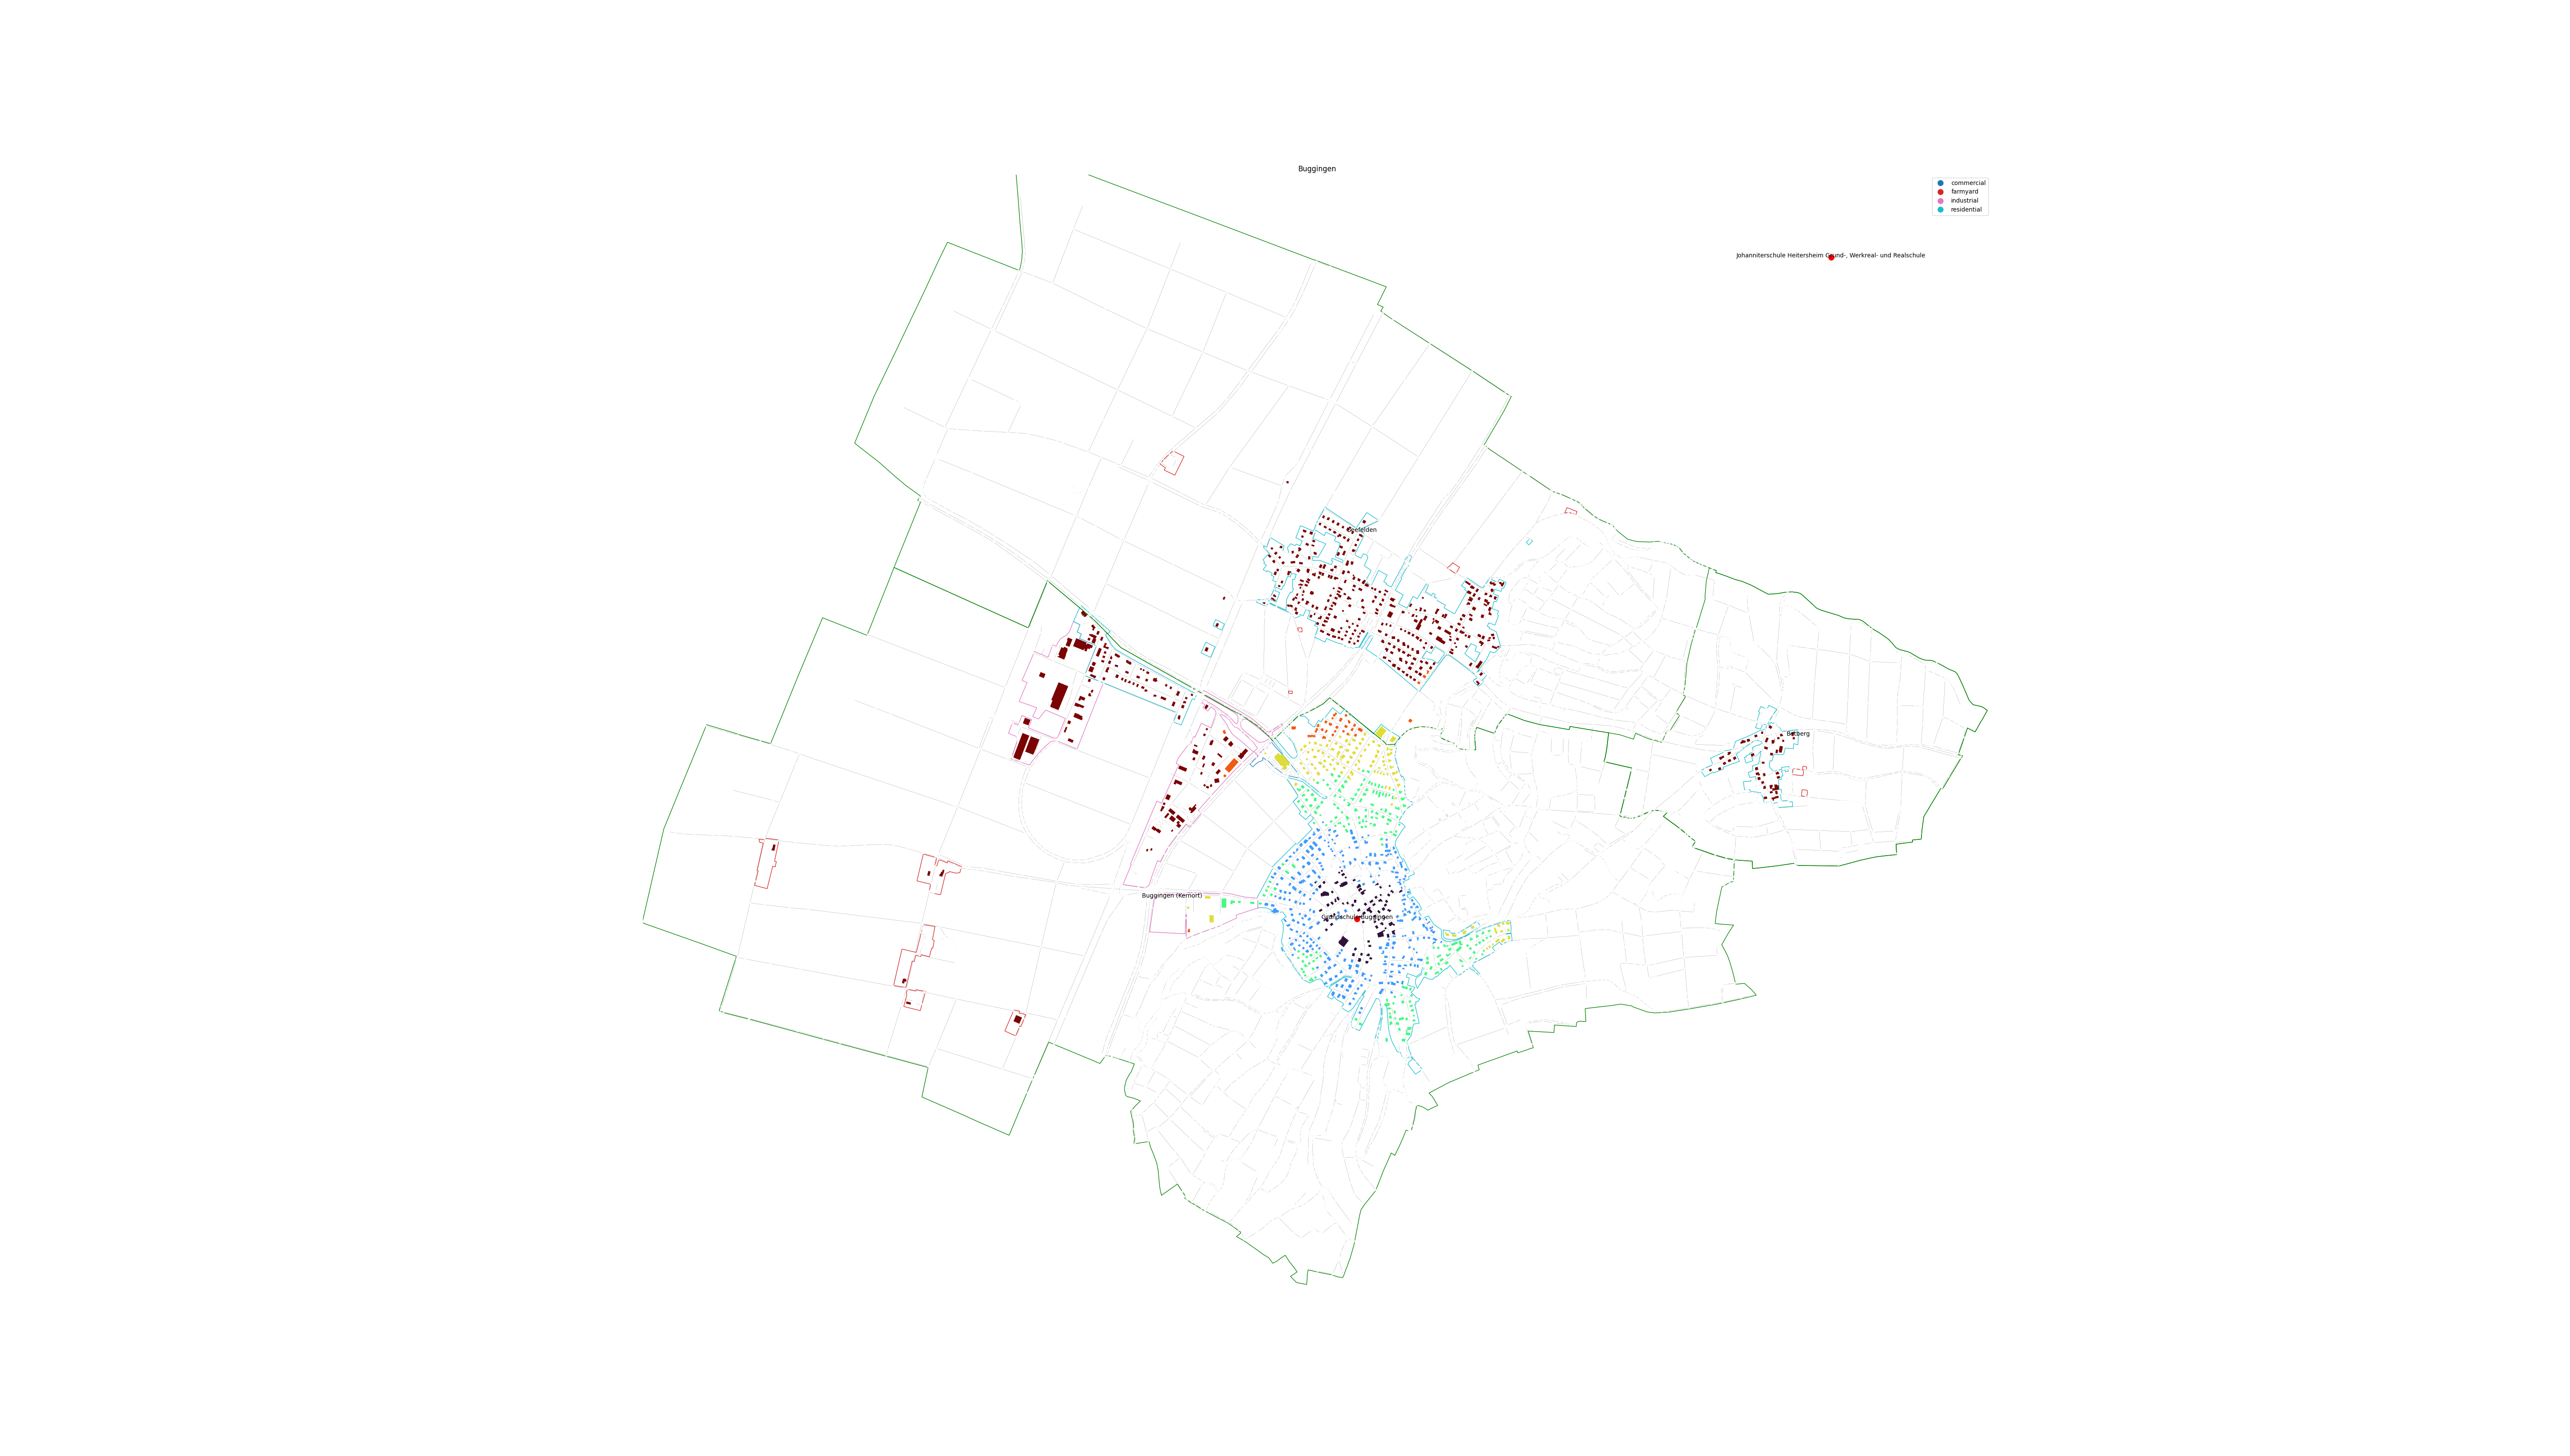 Buggingen
commercial
farmyard
industrial
residential
Johanniterschule Heitersheim Grund-, Werkreal- und Realschule
Seefelden
Betberg
Buggingen (Kernort)
Grundschule Buggingen